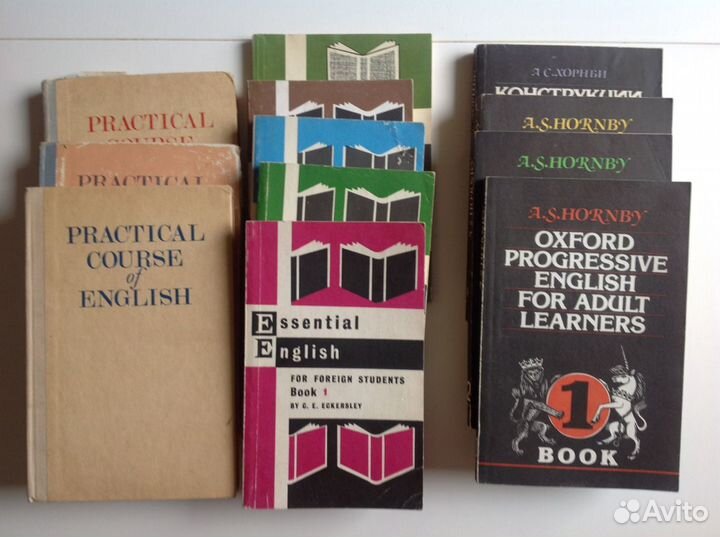 PRACTICAL
COURSE
PRACTICAL
PRACTICAL
COURSE
of
ENGLISH
Essential
English
FOR FOREIGN STUDENTS
Book 1
BY C. E. ECKERSLEY
А С. ХОРНБИ
КОНСТРУКЦИИ
A.S. HORNBY
A.S. HORNBY
A.S. HORNBY
OXFORD
PROGRESSIVE
ENGLISH
FOR ADULT
LEARNERS
1
BOOK
Avito